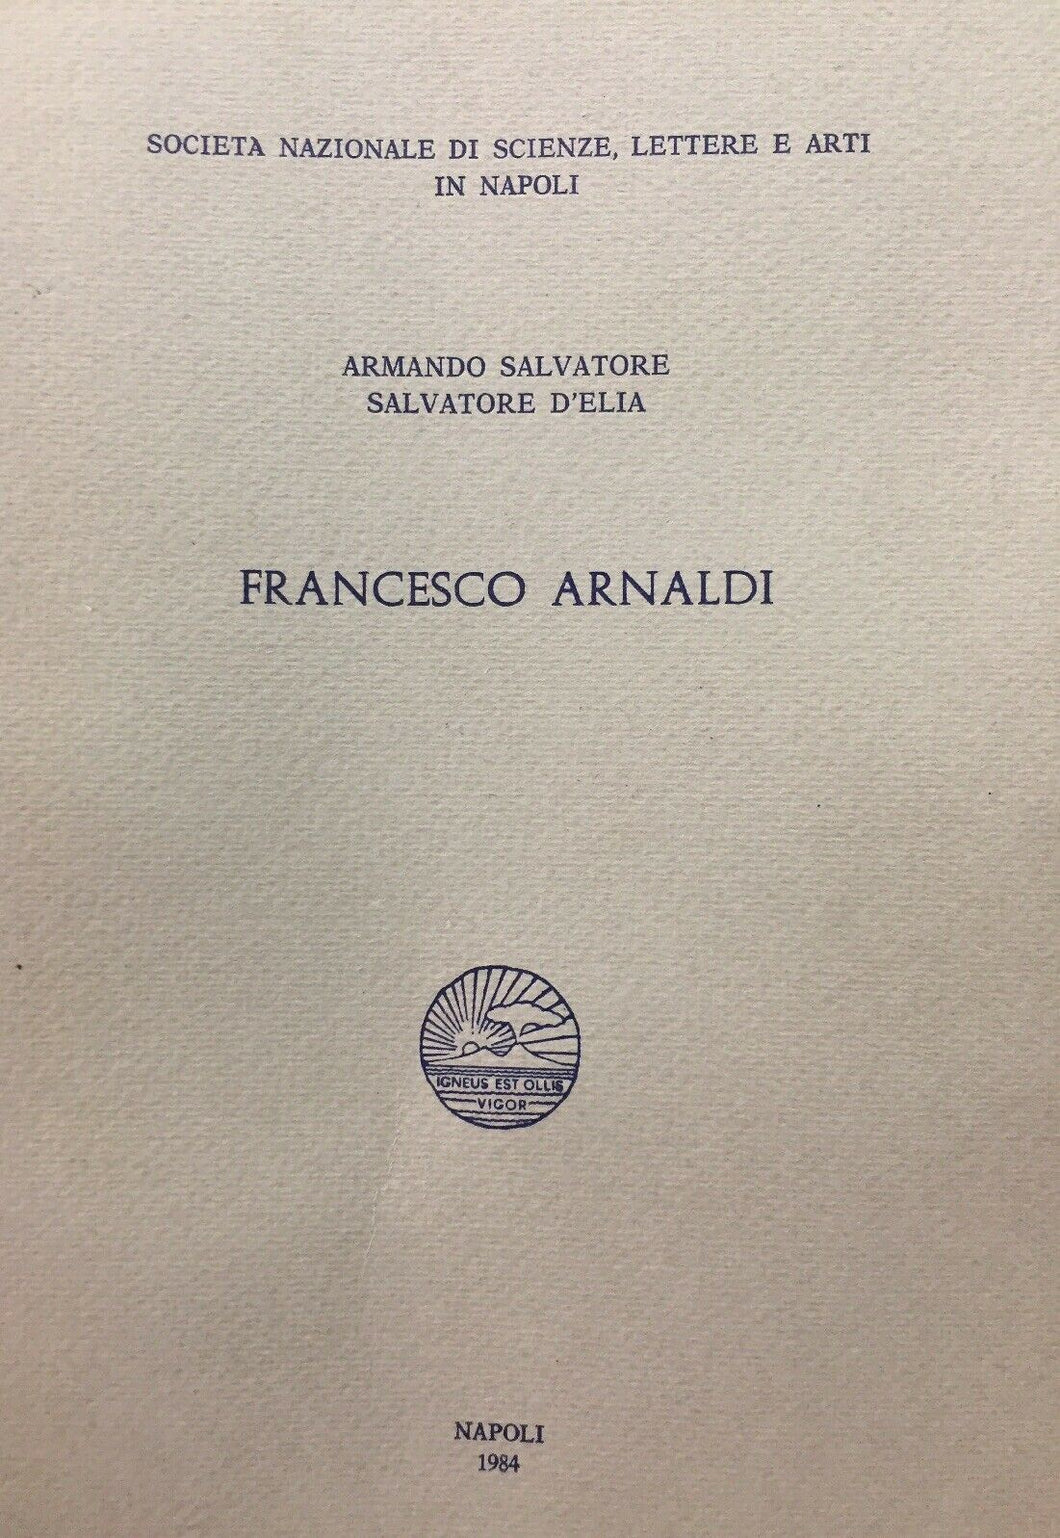 SOCIETÀ NAZIONALE DI SCIENZE, LETTERE E ARTI
IN NAPOLI
ARMANDO SALVATORE
SALVATORE D'ELIA
FRANCESCO ARNALDI
IGNEUS EST OLLIS
VIGOR
NAPOLI
1984